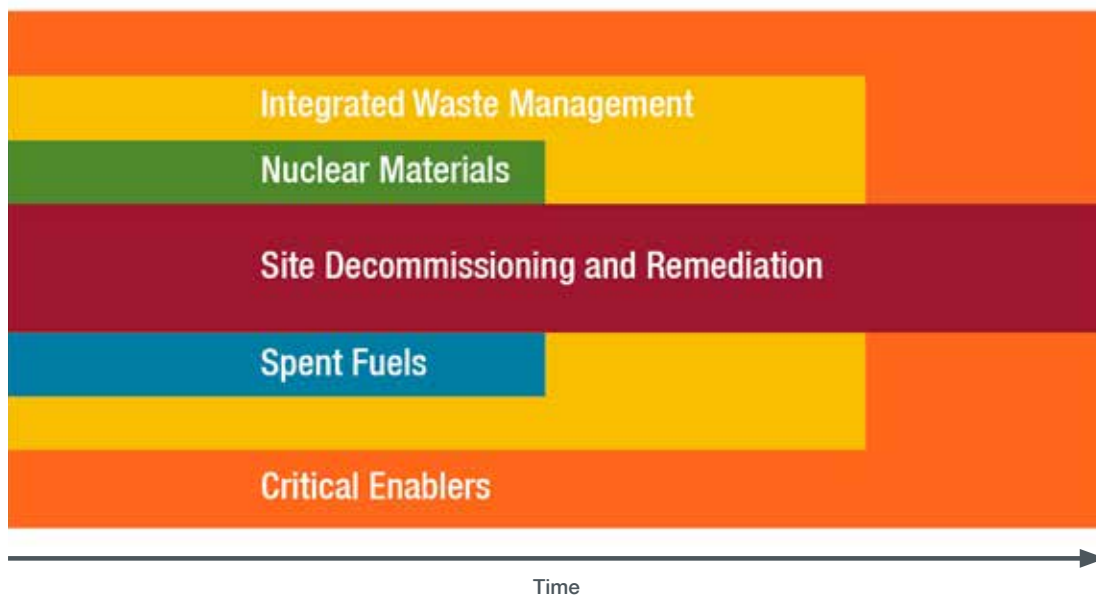 Integrated Waste Management
Nuclear Materials
Site Decommissioning and Remediation
Spent Fuels
Critical Enablers
Time